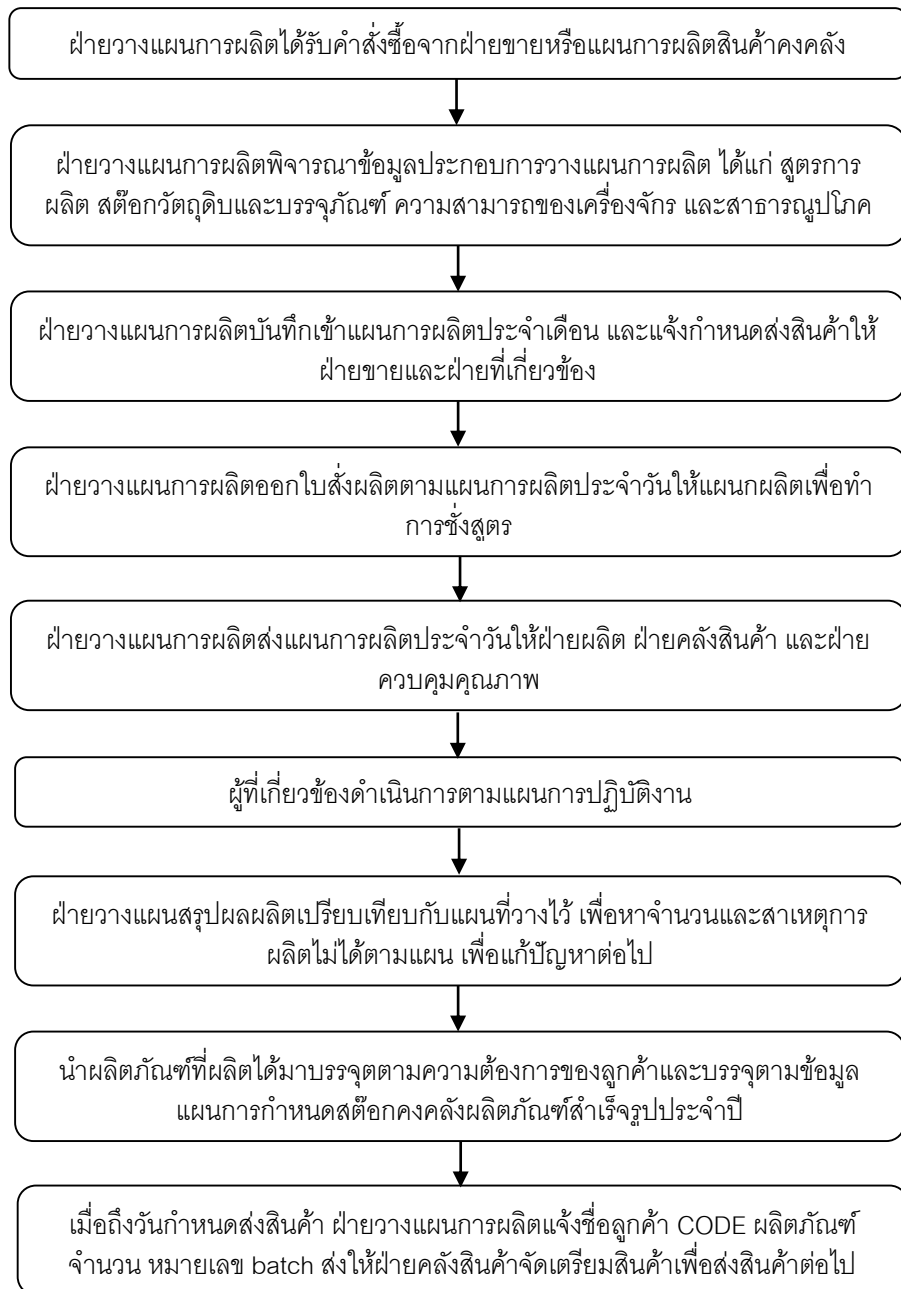 ฝ่ายวางแผนการผลิตได้รับคำสั่งซื้อจากฝ่ายขายหรือแผนการผลิตสินค้าคงคลัง
ฝ่ายวางแผนการผลิตพิจารณาข้อมูลประกอบการวางแผนการผลิต ได้แก่ สูตรการ
ผลิต สต๊อกวัตถุดิบและบรรจุภัณฑ์ ความสามารถของเครื่องจักร และสาธารณูปโภค
ฝ่ายวางแผนการผลิตบันทึกเข้าแผนการผลิตประจำเดือน และแจ้งกำหนดส่งสินค้าให้
ฝ่ายขายและฝ่ายที่เกี่ยวข้อง
ฝ่ายวางแผนการผลิตออกใบสั่งผลิตตามแผนการผลิตประจำวันให้แผนกผลิตเพื่อทำ
การชั่งสูตร
ฝ่ายวางแผนการผลิตส่งแผนการผลิตประจำวันให้ฝ่ายผลิต ฝ่ายคลังสินค้า และฝ่าย
ควบคุมคุณภาพ
ผู้ที่เกี่ยวข้องดำเนินการตามแผนการปฏิบัติงาน
ฝ่ายวางแผนสรุปผลผลิตเปรียบเทียบกับแผนที่วางไว้ เพื่อหาจำนวนและสาเหตุการ
ผลิตไม่ได้ตามแผน เพื่อแก้ปัญหาต่อไป
นำผลิตภัณฑ์ที่ผลิตได้มาบรรจุตตามความต้องการของลูกค้าและบรรจุตามข้อมูล
แผนการกำหนดสต๊อกคงคลังผลิตภัณฑ์สำเร็จรูปประจำปี
เมื่อถึงวันกำหนดส่งสินค้า ฝ่ายวางแผนการผลิตแจ้งชื่อลูกค้า CODE ผลิตภัณฑ์
จำนวน หมายเลข batch ส่งให้ฝ่ายคลังสินค้าจัดเตรียมสินค้าเพื่อส่งสินค้าต่อไป